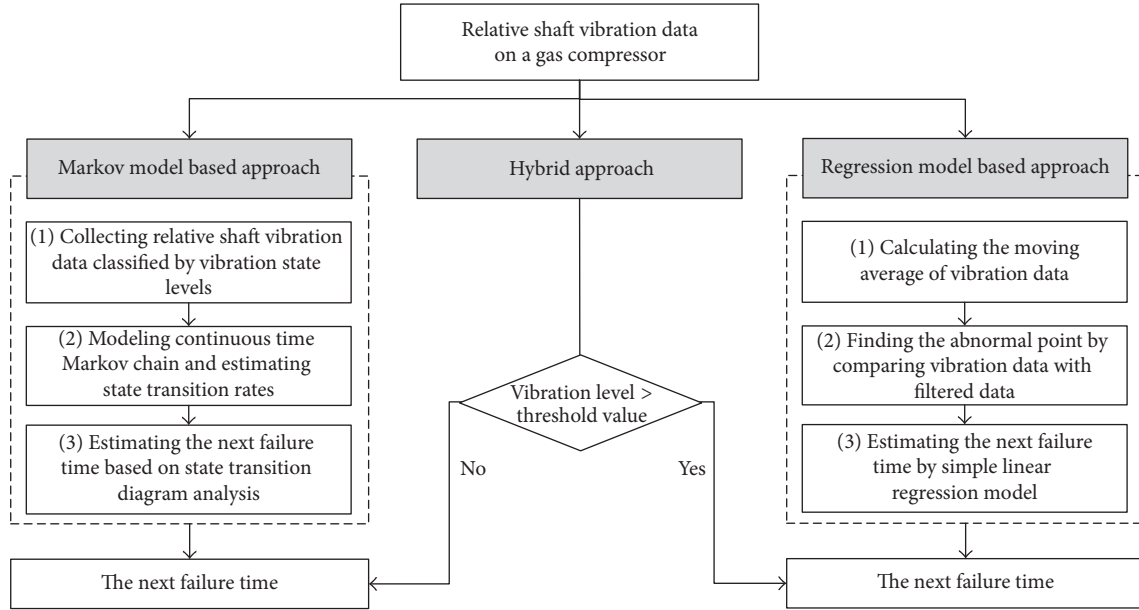 Relative shaft vibration data
on a gas compressor
Markov model based approach
Hybrid approach
Regression model based approach
(1) Collecting relative shaft vibration
data classified by vibration state
levels
(2) Modeling continuous time
Markov chain and estimating
state transition rates
(3) Estimating the next failure
time based on state transition
diagram analysis
The next failure time
Vibration level >
threshold value
No
Yes
(1) Calculating the moving
average of vibration data
(2) Finding the abnormal point by
comparing vibration data with
filtered data
(3) Estimating the next failure
time by simple linear
regression model
The next failure time